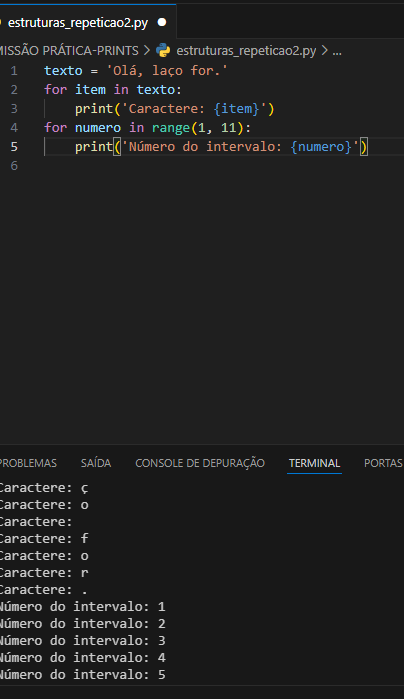 estruturas_repeticao2.py
MISSÃO PRÁTICA-PRINTS > estruturas_repeticao2.py > ...
1 texto = 'Olá, laço for.'
2 for item in texto:
3 print('Caractere: {item}')
4 for numero in range(1, 11):
5 print('Número do intervalo: {numero}')
6
PROBLEMAS SAÍDA CONSOLE DE DEPURAÇÃO TERMINAL PORTAS
Caractere: ç
Caractere: o
Caractere:
Caractere: f
Caractere: o
Caractere: r
Caractere: .
Número do intervalo: 1
Número do intervalo: 2
Número do intervalo: 3
Número do intervalo: 4
Número do intervalo: 5